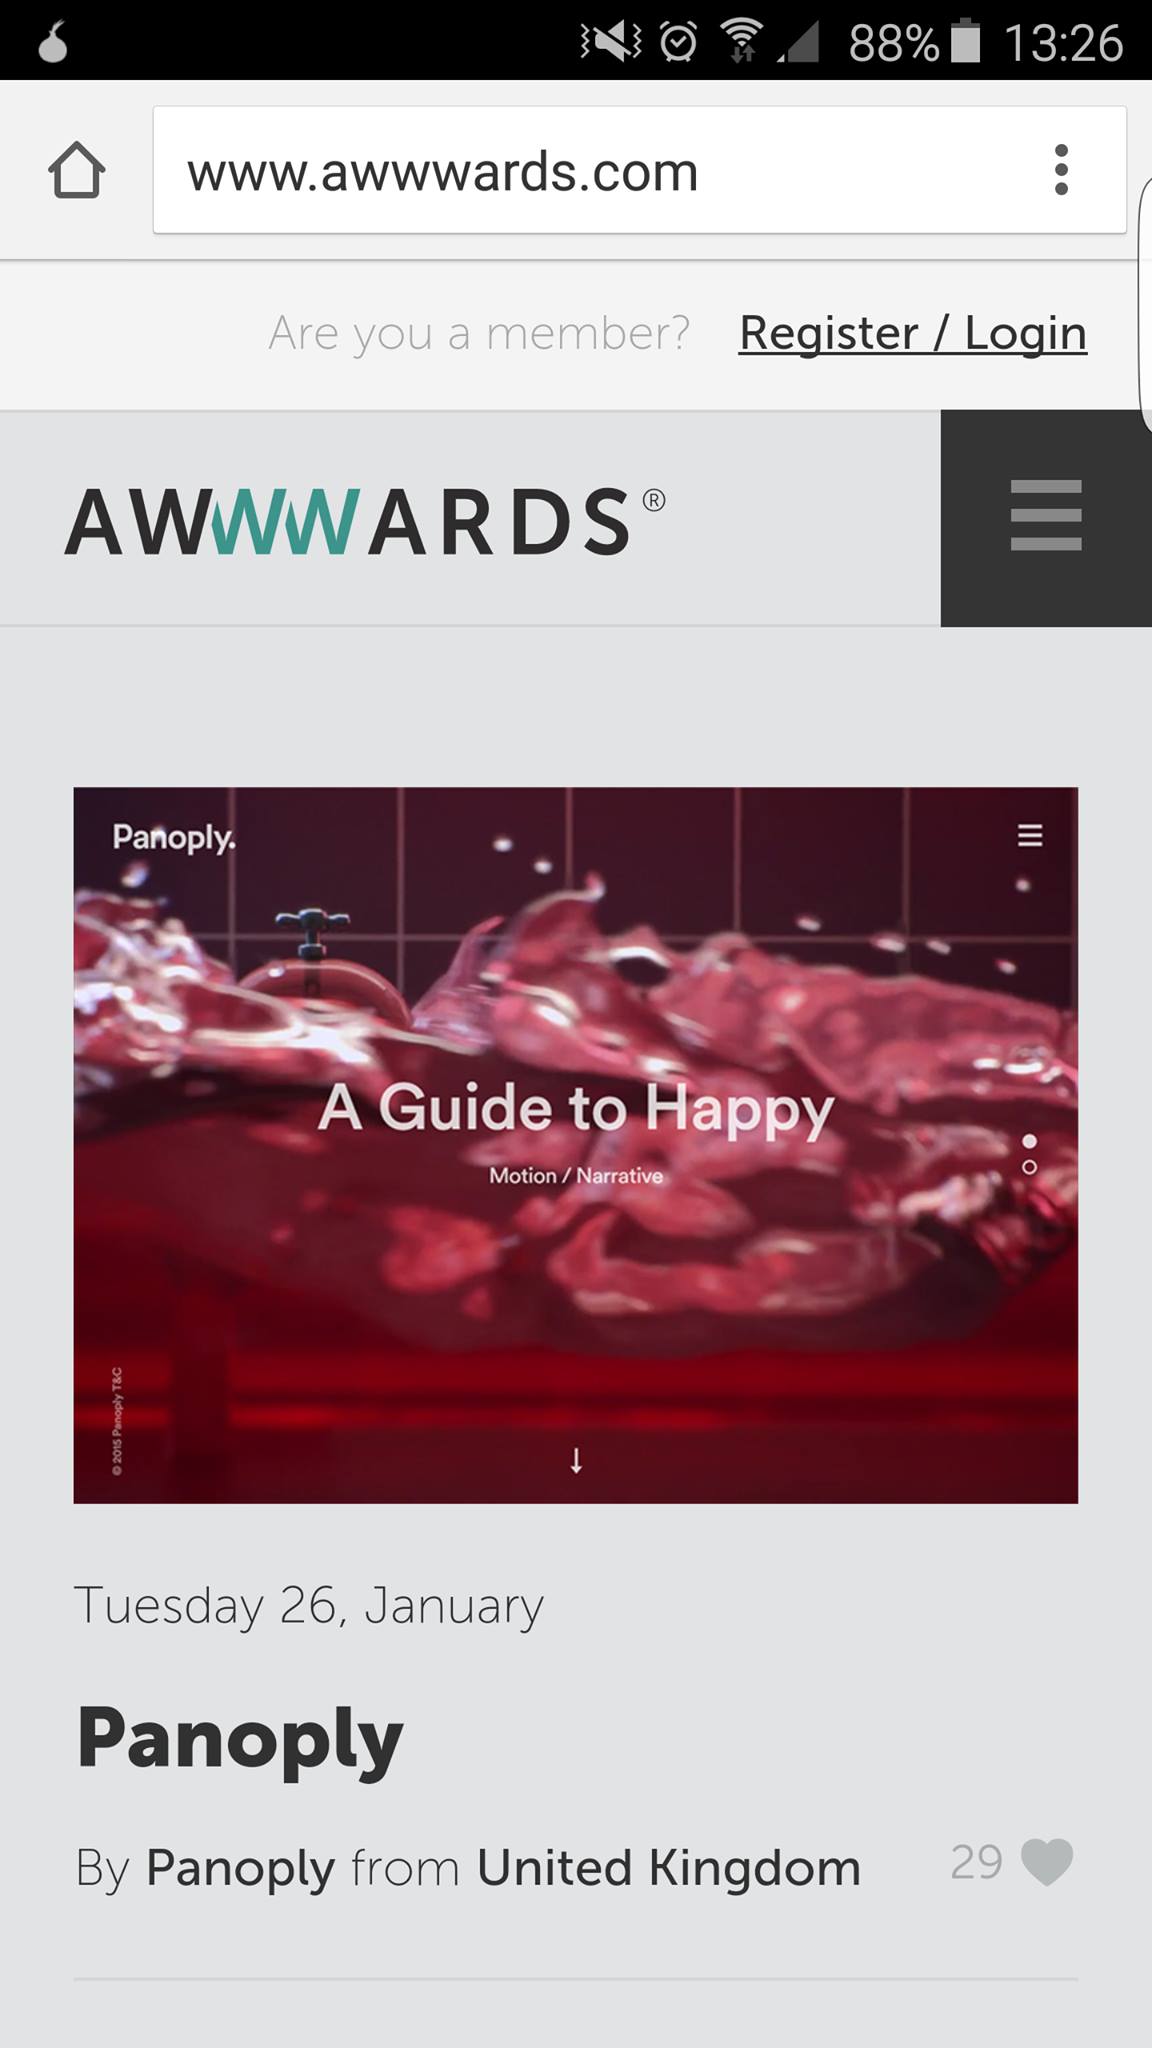 88% 13:26
www.awwwards.com
Are you a member? Register / Login
AWWWARDS®
Panoply.
A Guide to Happy
Motion / Narrative
© 2015 Panoply T&C
Tuesday 26, January
Panoply
By Panoply from United Kingdom 29